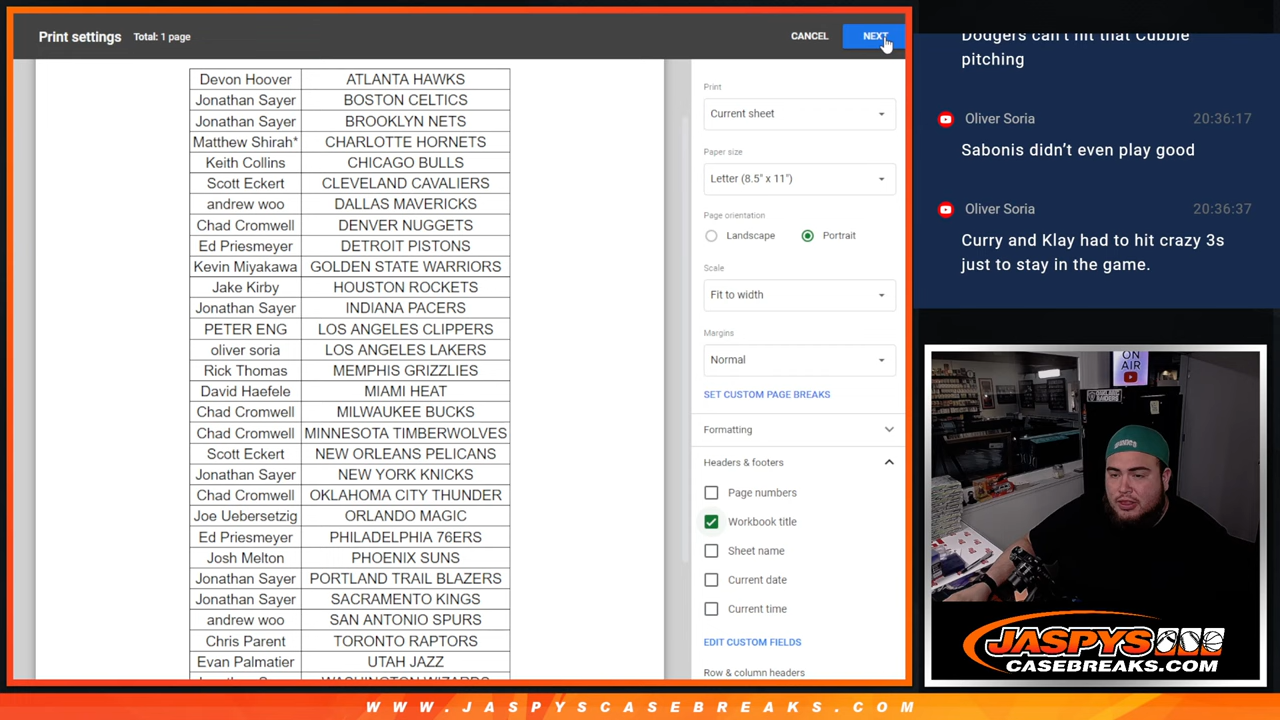 Print settings Total: 1 page CANCEL NEXT
Devon Hoover ATLANTA HAWKS
Jonathan Sayer BOSTON CELTICS
Jonathan Sayer BROOKLYN NETS
Matthew Shirah* CHARLOTTE HORNETS
Keith Collins CHICAGO BULLS
Scott Eckert CLEVELAND CAVALIERS
andrew woo DALLAS MAVERICKS
Chad Cromwell DENVER NUGGETS
Ed Priesmeyer DETROIT PISTONS
Kevin Miyakawa GOLDEN STATE WARRIORS
Jake Kirby HOUSTON ROCKETS
Jonathan Sayer INDIANA PACERS
PETER ENG LOS ANGELES CLIPPERS
oliver soria LOS ANGELES LAKERS
Rick Thomas MEMPHIS GRIZZLIES
David Haefele MIAMI HEAT
Chad Cromwell MILWAUKEE BUCKS
Chad Cromwell MINNESOTA TIMBERWOLVES
Scott Eckert NEW ORLEANS PELICANS
Jonathan Sayer NEW YORK KNICKS
Chad Cromwell OKLAHOMA CITY THUNDER
Joe Uebersetzig ORLANDO MAGIC
Ed Priesmeyer PHILADELPHIA 76ERS
Josh Melton PHOENIX SUNS
Jonathan Sayer PORTLAND TRAIL BLAZERS
Jonathan Sayer SACRAMENTO KINGS
andrew woo SAN ANTONIO SPURS
Chris Parent TORONTO RAPTORS
Evan Palmatier UTAH JAZZ
Jonathan Sayer WASHINGTON WIZARDS
Print
Current sheet
Paper size
Letter (8.5" x 11")
Page orientation
Landscape Portrait
Scale
Fit to width
Margins
Normal
SET CUSTOM PAGE BREAKS
Formatting
Headers & footers
Page numbers
Workbook title
Sheet name
Current date
Current time
EDIT CUSTOM FIELDS
Row & column headers
Dodgers can't hit that Cubbie
pitching
Oliver Soria 20:36:17
Sabonis didn't even play good
Oliver Soria 20:36:37
Curry and Klay had to hit crazy 3s
just to stay in the game.
ON
AIR
JASPYS
CASEBREAKS.COM
WWW.JASPYSCASEBREAKS.COM